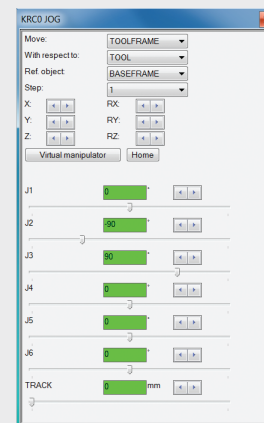 KRC0 JOG
Move: TOOLFRAME
With respect to: TOOL
Ref. object: BASEFRAME
Step: 1
X: RX:
Y: RY:
Z: RZ:
Virtual manipulator Home
J1 0 °
J2 -90 °
J3 90 °
J4 0 °
J5 0 °
J6 0 °
TRACK 0 mm